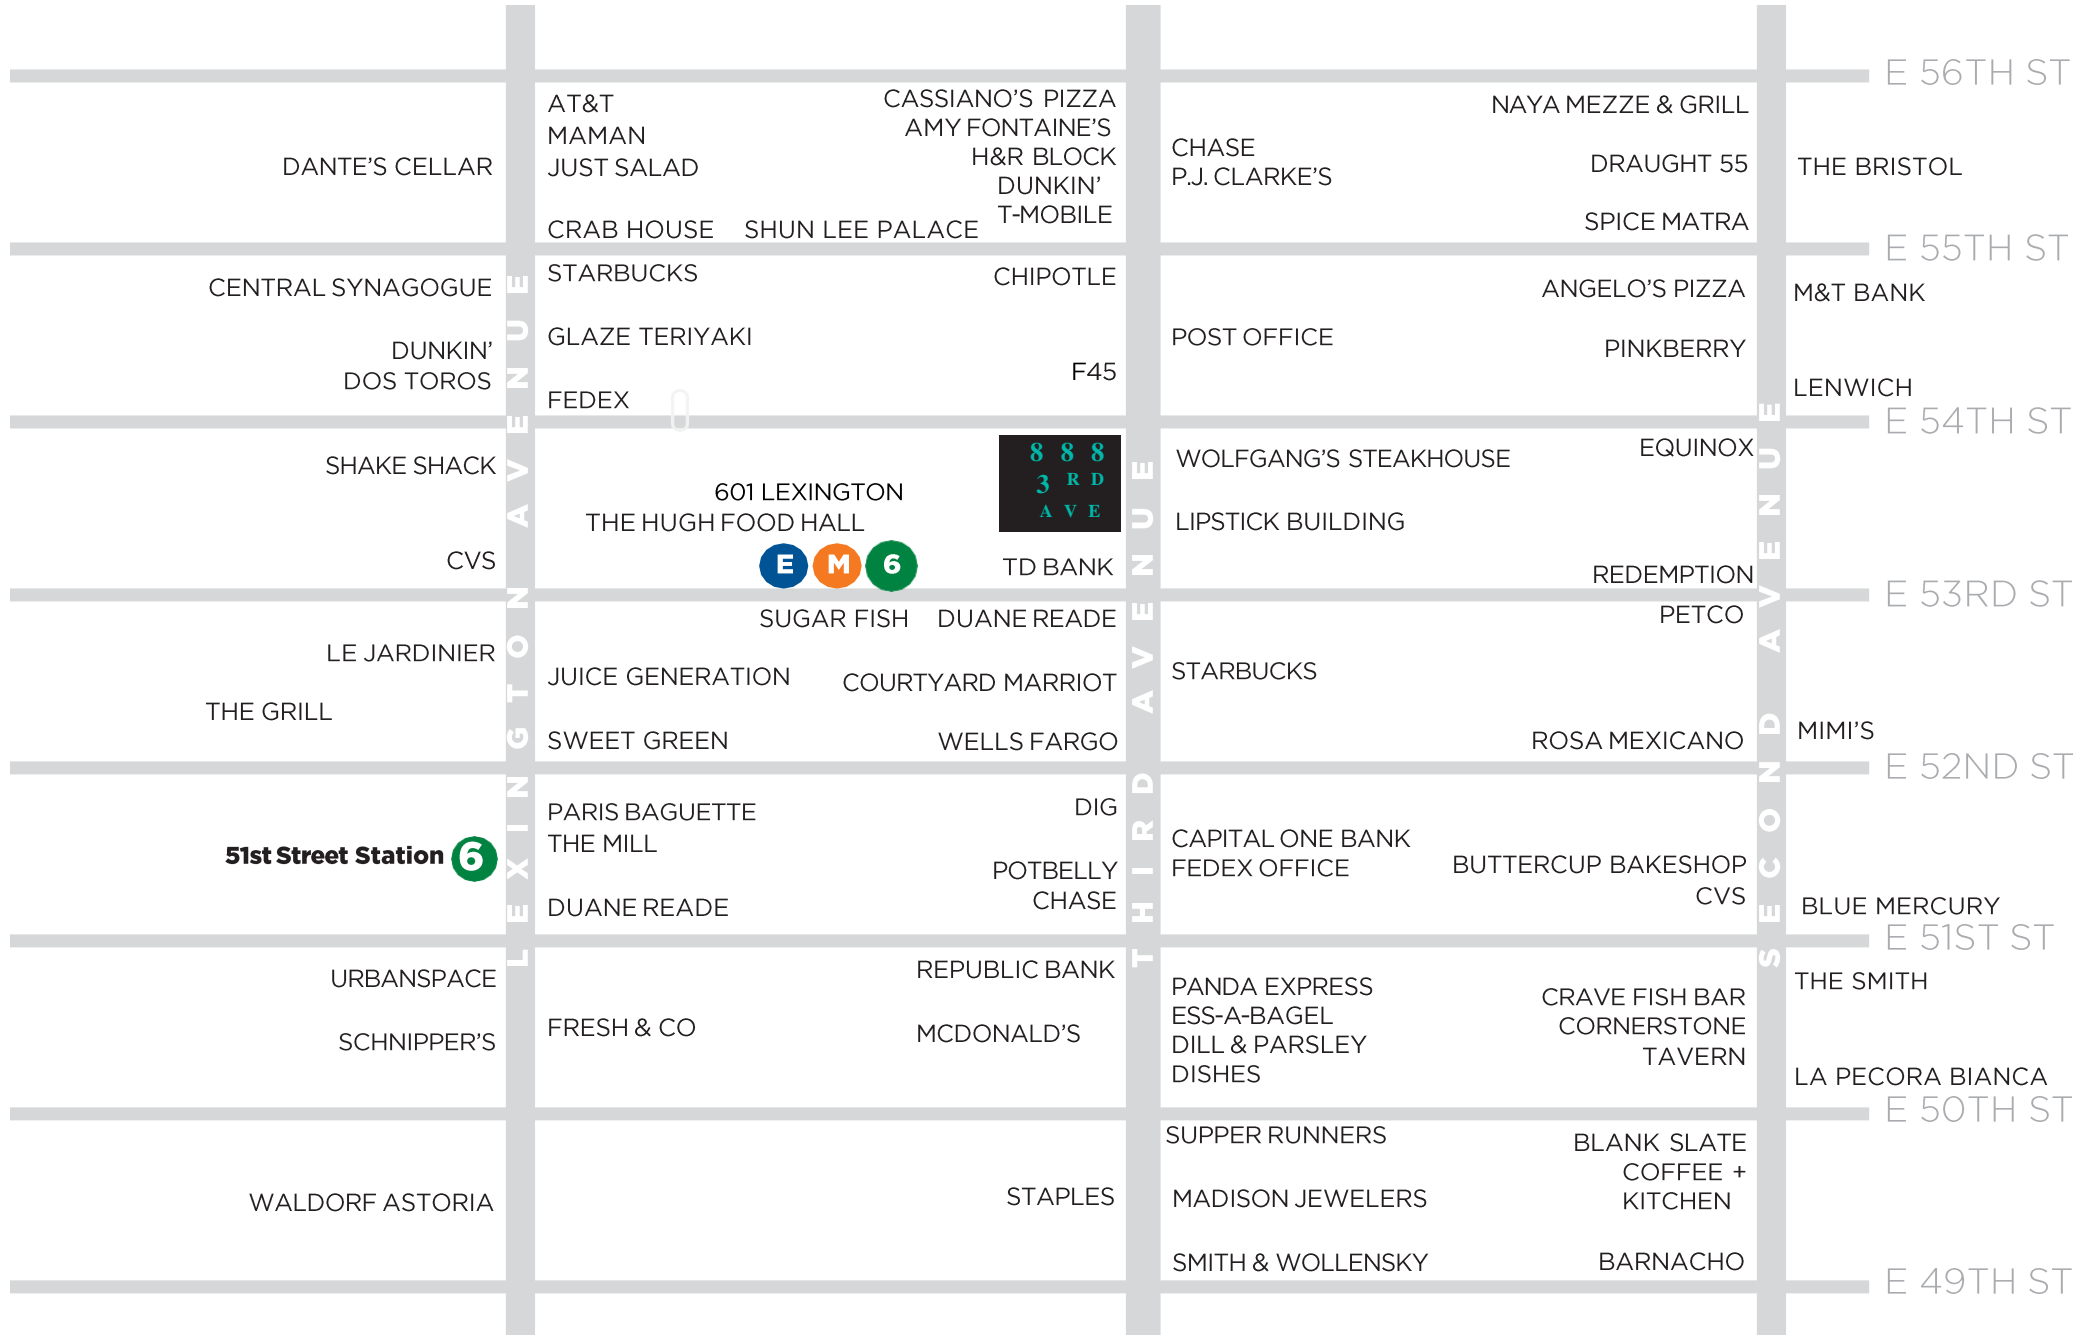 E 56TH ST
AT&T
MAMAN
JUST SALAD
CASSIANO'S PIZZA
AMY FONTAINE'S
H&R BLOCK
DUNKIN'
T-MOBILE
NAYA MEZZE & GRILL
CHASE
P.J. CLARKE'S
DRAUGHT 55
THE BRISTOL
DANTE'S CELLAR
SPICE MATRA
CRAB HOUSE
SHUN LEE PALACE
E 55TH ST
CENTRAL SYNAGOGUE
STARBUCKS
CHIPOTLE
ANGELO'S PIZZA
M&T BANK
GLAZE TERIYAKI
POST OFFICE
PINKBERRY
DUNKIN'
DOS TOROS
F45
LENWICH
FEDEX
E 54TH ST
SHAKE SHACK
888
3RD
AVE
WOLFGANG'S STEAKHOUSE
EQUINOX
601 LEXINGTON
THE HUGH FOOD HALL
LIPSTICK BUILDING
CVS
E M 6
TD BANK
REDEMPTION
E 53RD ST
SUGAR FISH
DUANE READE
PETCO
LE JARDINIER
JUICE GENERATION
COURTYARD MARRIOT
STARBUCKS
THE GRILL
SWEET GREEN
WELLS FARGO
ROSA MEXICANO
MIMI'S
E 52ND ST
PARIS BAGUETTE
THE MILL
DIG
51st Street Station 6
CAPITAL ONE BANK
FEDEX OFFICE
BUTTERCUP BAKESHOP
CVS
POTBELLY
CHASE
DUANE READE
BLUE MERCURY
E 51ST ST
URBANSPACE
REPUBLIC BANK
THE SMITH
PANDA EXPRESS
ESS-A-BAGEL
DILL & PARSLEY
DISHES
CRAVE FISH BAR
CORNERSTONE
TAVERN
SCHNIPPER'S
FRESH & CO
MCDONALD'S
LA PECORA BIANCA
E 50TH ST
SUPPER RUNNERS
BLANK SLATE
COFFEE +
KITCHEN
WALDORF ASTORIA
STAPLES
MADISON JEWELERS
SMITH & WOLLENSKY
BARNACHO
E 49TH ST
LEXINGTON AVENUE
THIRD AVENUE
SECOND AVENUE